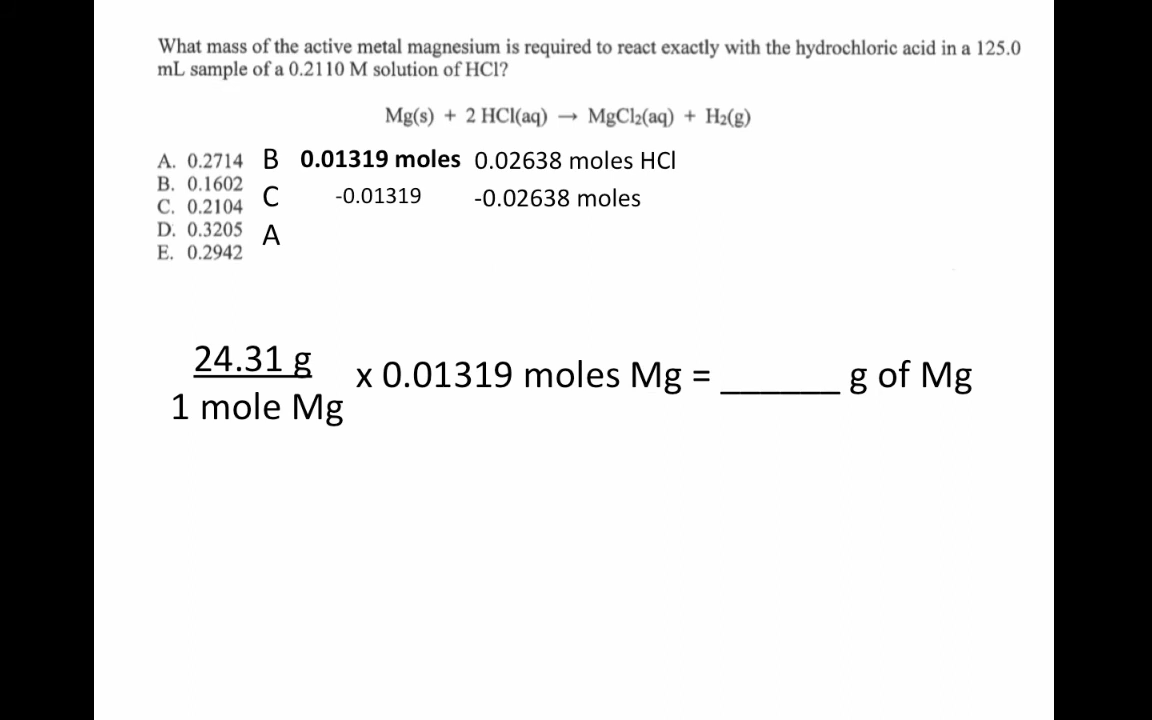 What mass of the active metal magnesium is required to react exactly with the hydrochloric acid in a 125.0
mL sample of a 0.2110 M solution of HCl?
Mg(s) + 2 HCl(aq) → MgCl2(aq) + H2(g)
A. 0.2714
B. 0.1602
C. 0.2104
D. 0.3205
E. 0.2942
B 0.01319 moles 0.02638 moles HCl
C -0.01319 -0.02638 moles
A
24.31 g
1 mole Mg
x 0.01319 moles Mg = ______ g of Mg